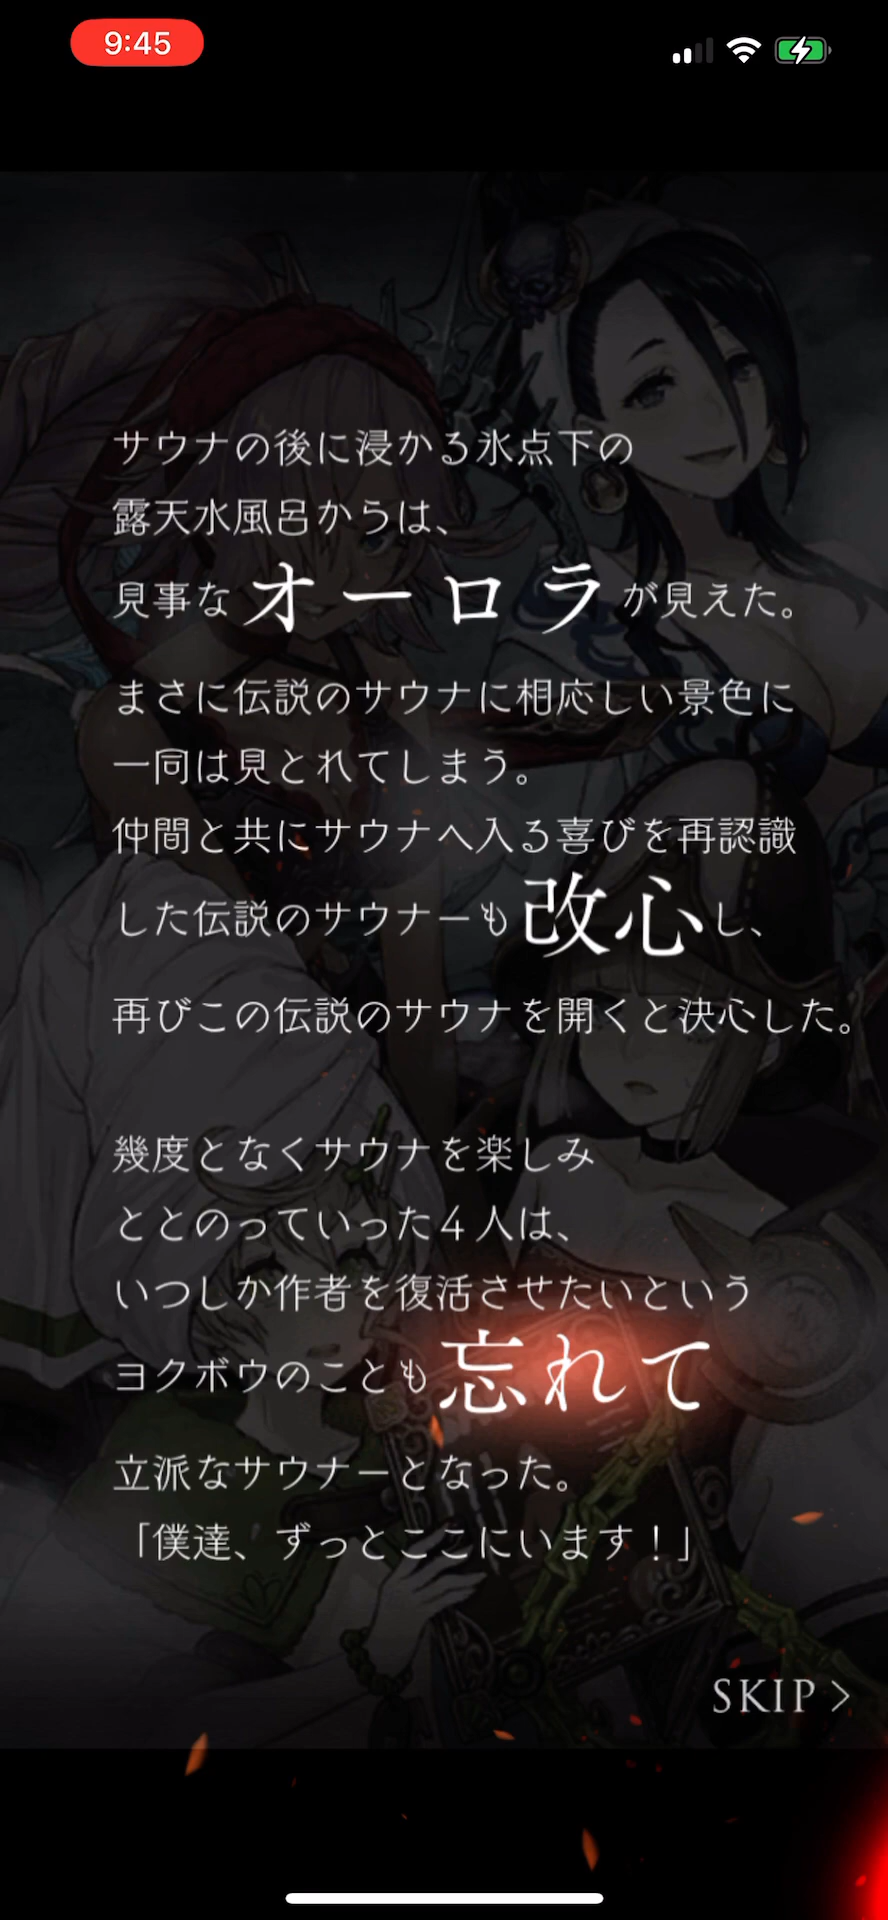 9:45
サウナの後に浸かる氷点下の
露天水風呂からは、
見事なオーロラが見えた。
まさに伝説のサウナに相応しい景色に
一同は見とれてしまう。
仲間と共にサウナへ入る喜びを再認識
した伝説のサウナーも改心し、
再びこの伝説のサウナを開くと決心した。
幾度となくサウナを楽しみ
ととのっていった４人は、
いつしか作者を復活させたいという
ヨクボウのことも忘れて
立派なサウナーとなった。
「僕達、ずっとここにいます！」
SKIP >